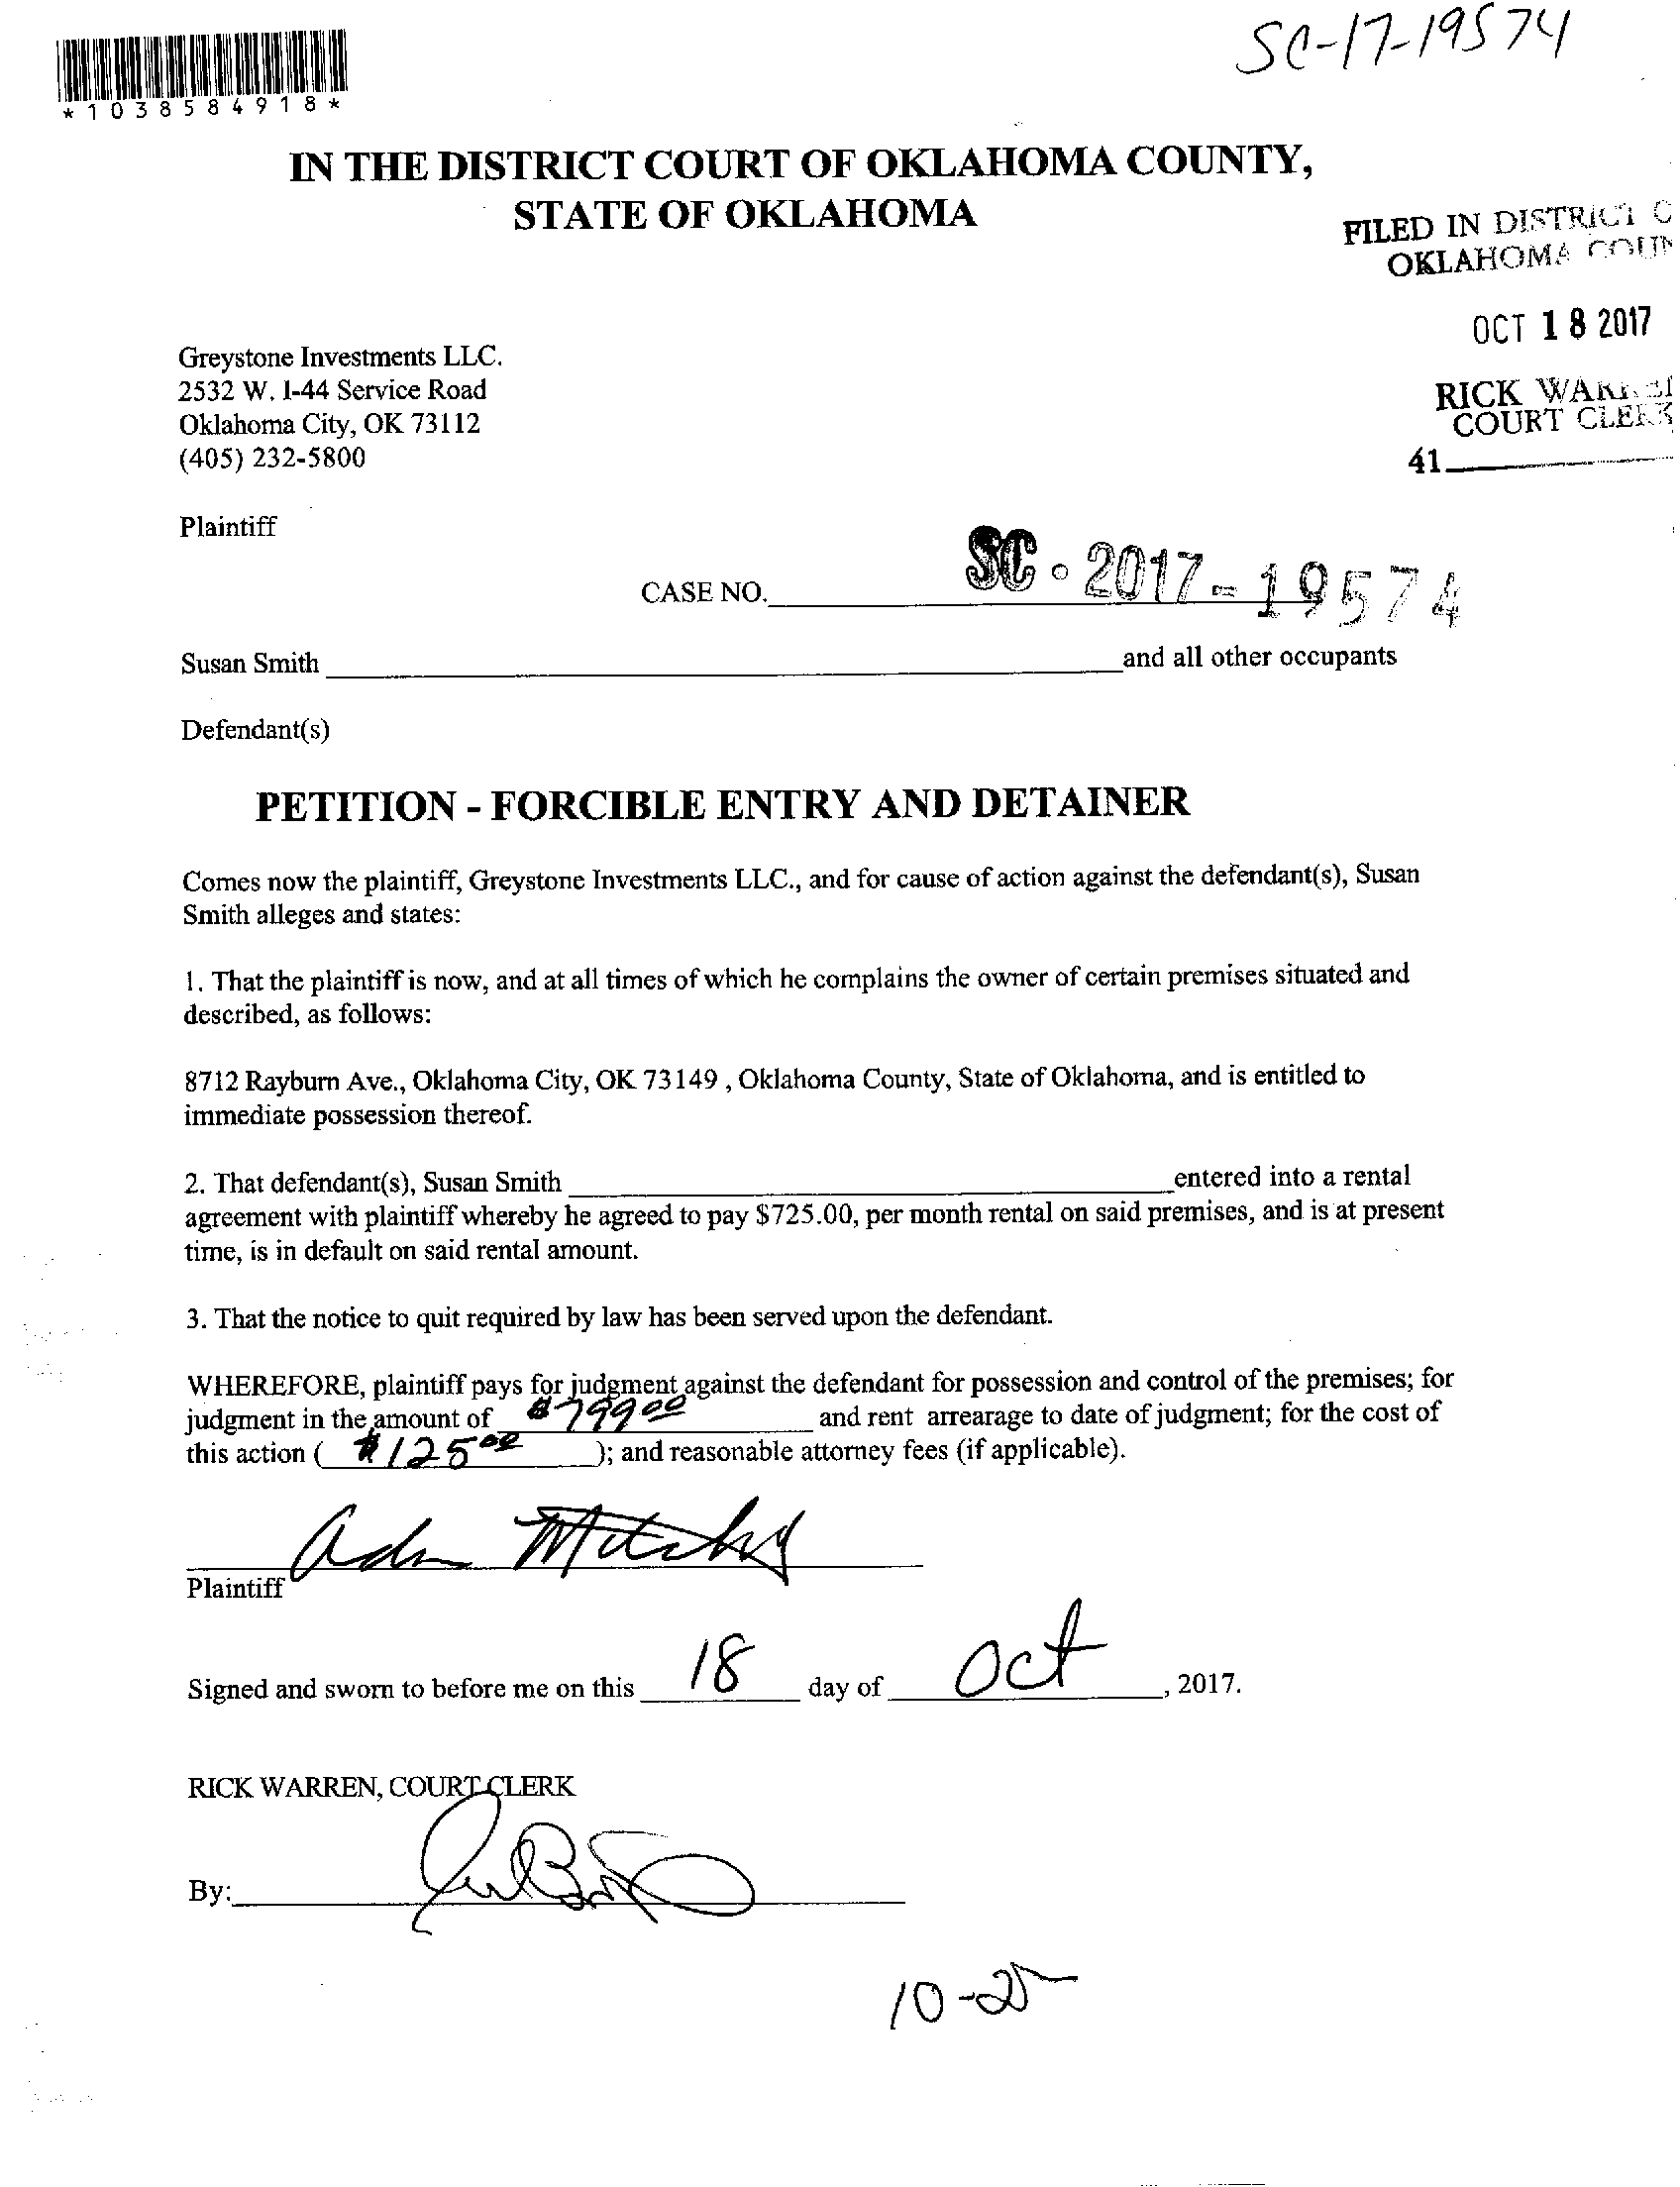 SC-17-19574
*1038584918*
IN THE DISTRICT COURT OF OKLAHOMA COUNTY,
STATE OF OKLAHOMA
FILED IN DISTRICT C
OKLAHOMA COUN
OCT 18 2017
RICK WARREN
COURT CLERK
41
Greystone Investments LLC.
2532 W. I-44 Service Road
Oklahoma City, OK 73112
(405) 232-5800
Plaintiff
CASE NO. SC-2017-19574
Susan Smith and all other occupants
Defendant(s)
PETITION - FORCIBLE ENTRY AND DETAINER
Comes now the plaintiff, Greystone Investments LLC., and for cause of action against the defendant(s), Susan
Smith alleges and states:
1. That the plaintiff is now, and at all times of which he complains the owner of certain premises situated and
described, as follows:
8712 Rayburn Ave., Oklahoma City, OK 73149 , Oklahoma County, State of Oklahoma, and is entitled to
immediate possession thereof.
2. That defendant(s), Susan Smith entered into a rental
agreement with plaintiff whereby he agreed to pay $725.00, per month rental on said premises, and is at present
time, is in default on said rental amount.
3. That the notice to quit required by law has been served upon the defendant.
WHEREFORE, plaintiff pays for judgment against the defendant for possession and control of the premises; for
judgment in the amount of $799.00 and rent arrearage to date of judgment; for the cost of
this action ( $125.00 ); and reasonable attorney fees (if applicable).
Plaintiff
Signed and sworn to before me on this 18 day of Oct, 2017.
RICK WARREN, COURT CLERK
By:
10-25